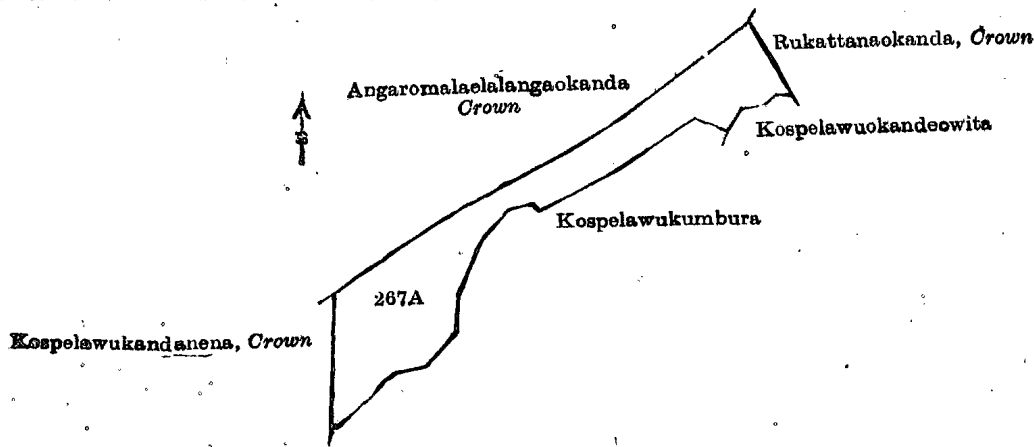 Rukattanaokanda, Crown
Angaromalaelalangaokanda
Crown
Kospelawuokandeowita
Kospelawukumbura
267A
Kospelawukandanena, Crown